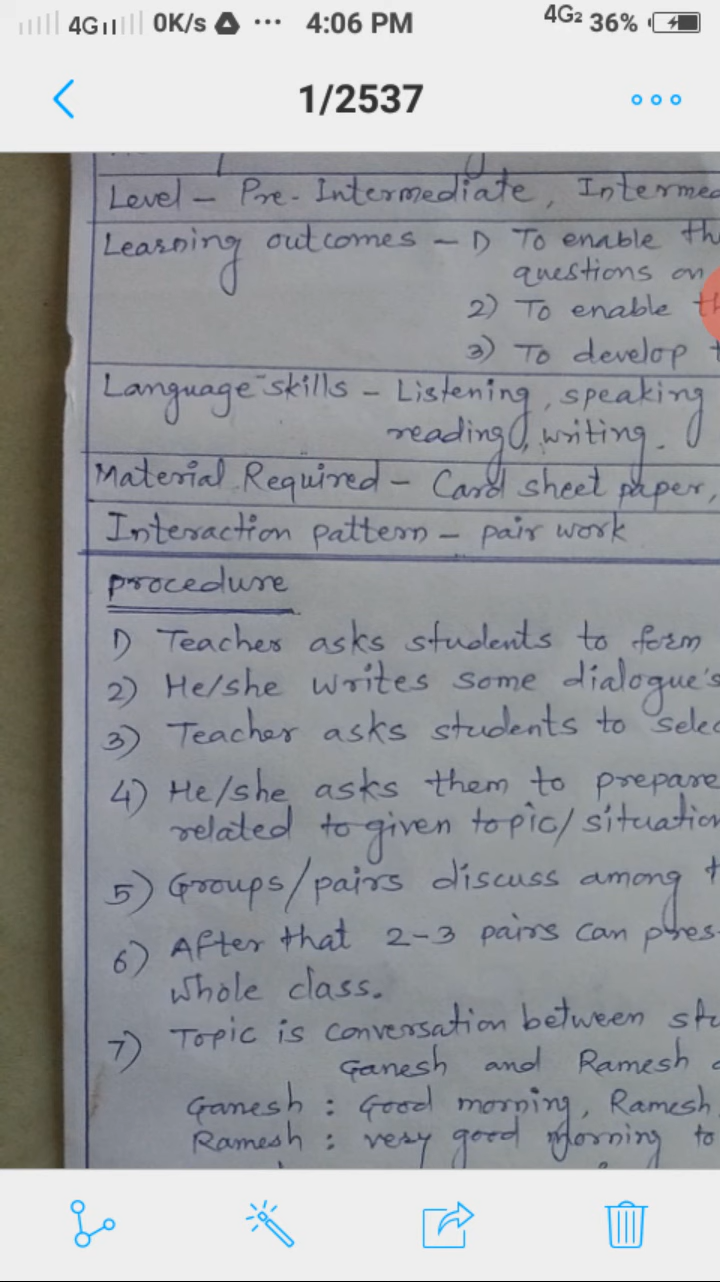 4G 0K/s ... 4:06 PM 4G2 36%
1/2537
Level - Pre-Intermediate, Intermed
Learning outcomes - 1) To enable th
questions on
2) To enable th
3) To develop t
Language skills - Listening, speaking
reading, writing.
Material Required - Card sheet paper,
Interaction pattern - pair work
procedure
1) Teacher asks students to form
2) He/she writes some dialogue's
3) Teacher asks students to selec
4) He/she asks them to prepare
related to given topic/situation
5) Groups/pairs discuss among t
6) After that 2-3 pairs can pres
whole class.
7) Topic is conversation between stu
Ganesh and Ramesh
Ganesh : Good morning, Ramesh.
Ramesh : very good morning to